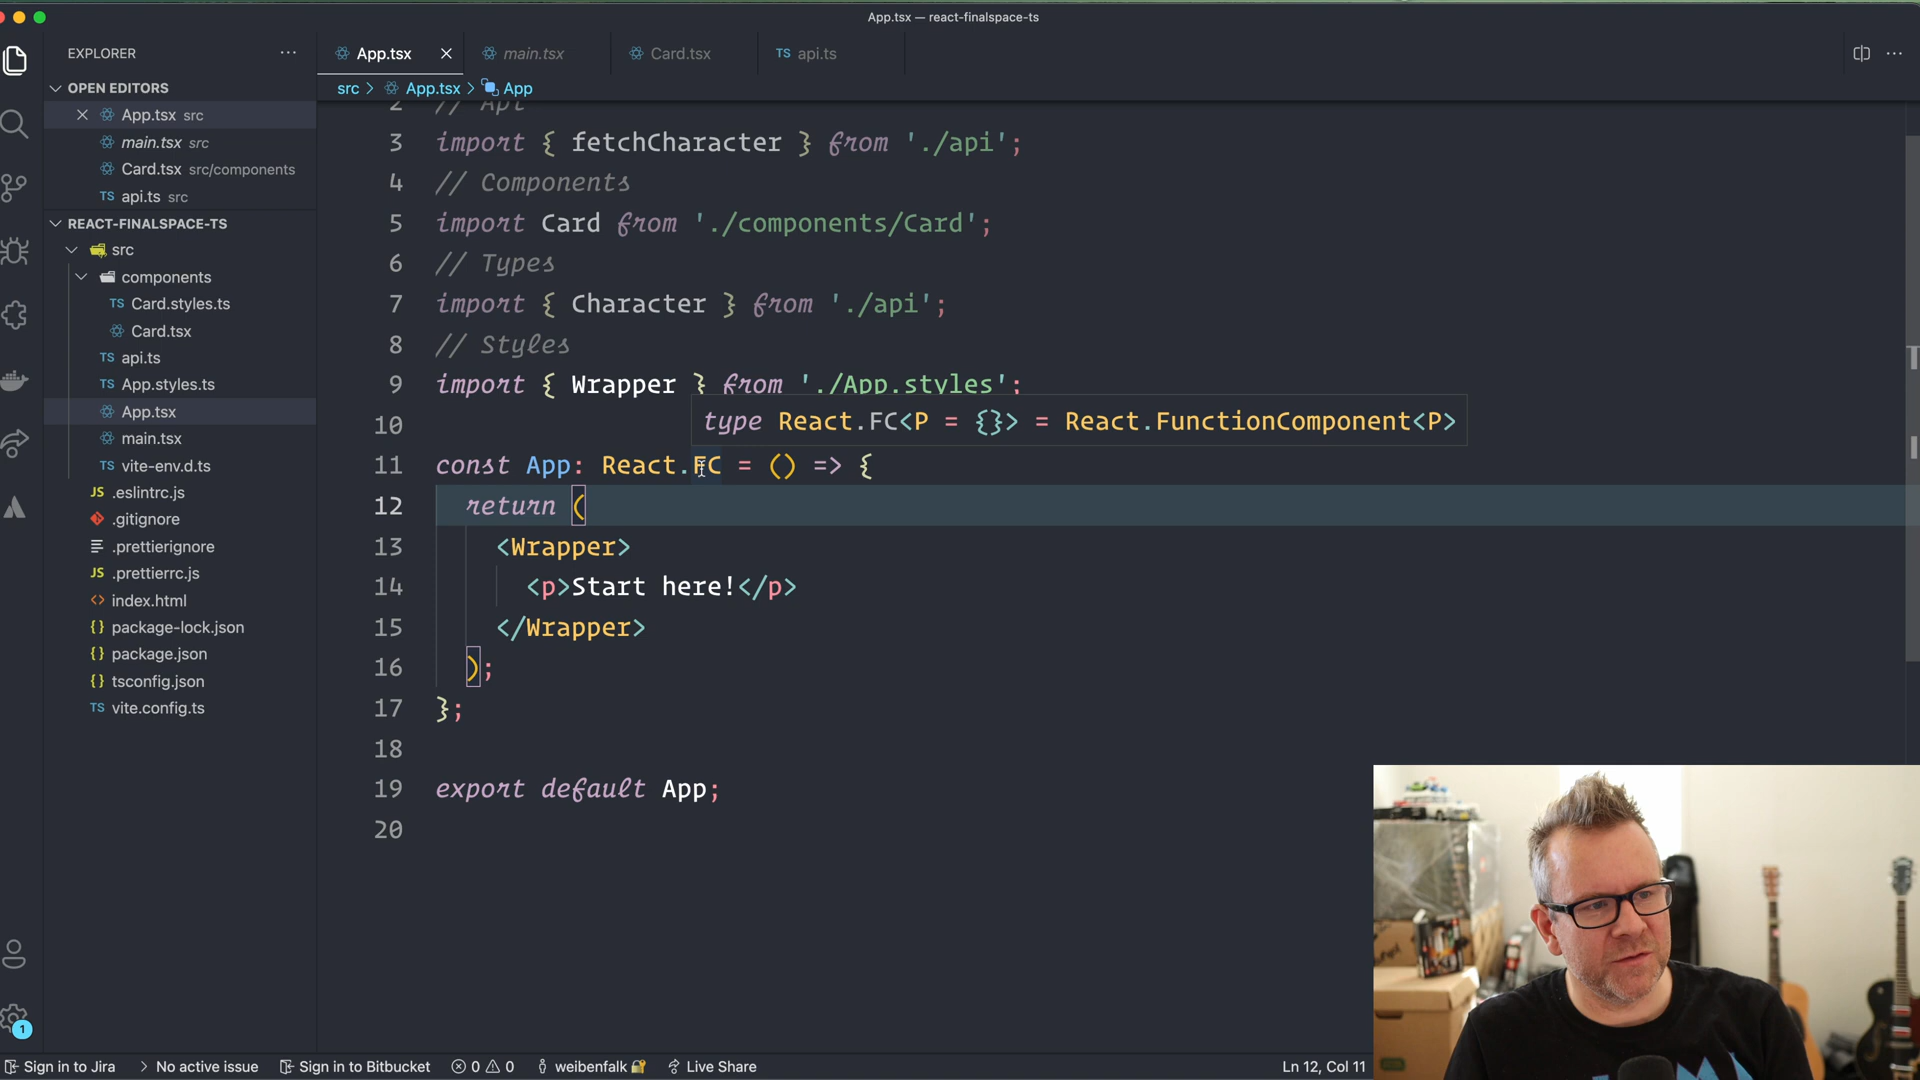 App.tsx — react-finalspace-ts
EXPLORER
App.tsx
main.tsx
Card.tsx
TS api.ts
OPEN EDITORS
src > App.tsx > App
App.tsx src
main.tsx src
Card.tsx src/components
TS api.ts src
REACT-FINALSPACE-TS
src
components
TS Card.styles.ts
Card.tsx
TS api.ts
TS App.styles.ts
App.tsx
main.tsx
TS vite-env.d.ts
JS .eslintrc.js
.gitignore
.prettierignore
JS .prettierrc.js
<> index.html
{} package-lock.json
{} package.json
{} tsconfig.json
TS vite.config.ts
2 // Api
3 import { fetchCharacter } from './api';
4 // Components
5 import Card from './components/Card';
6 // Types
7 import { Character } from './api';
8 // Styles
9 import { Wrapper } from './App.styles';
type React.FC<P = {}> = React.FunctionComponent<P>
10
11 const App: React.FC = () => {
12 return (
13 <Wrapper>
14 <p>Start here!</p>
15 </Wrapper>
16 );
17 };
18
19 export default App;
20
1
Sign in to Jira
> No active issue
Sign in to Bitbucket
0 0
weibenfalk
Live Share
Ln 12, Col 11